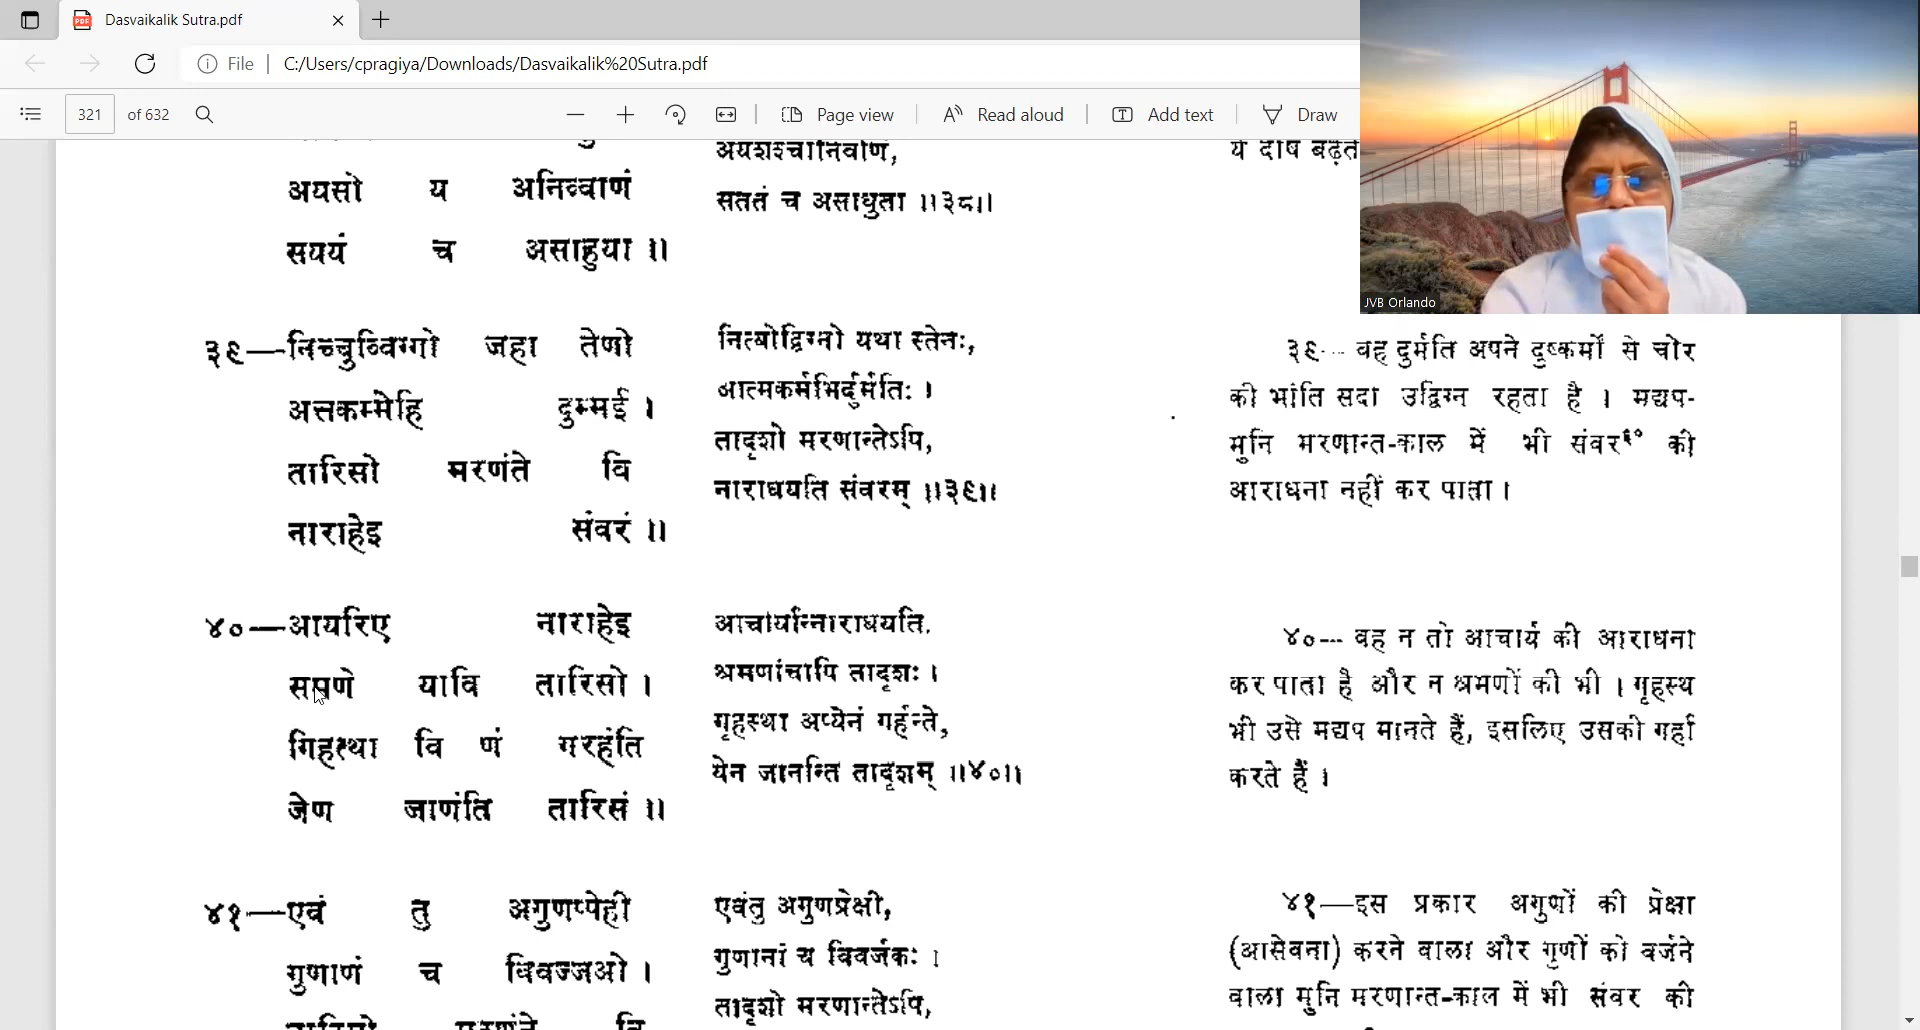 Dasvaikalik Sutra.pdf
File C:/Users/cpragiya/Downloads/Dasvaikalik%20Sutra.pdf
321 of 632 Page view Read aloud Add text Draw
JVB Orlando
अयसो य अनिव्वाणं
सययं च असाहुया ॥
३९—निच्चुव्विग्गो जहा तेणो
अत्तकम्मेहि दुम्मई ।
तारिसो मरणंते वि
नाराहेइ संवरं ॥
४०—आयरिए नाराहेइ
समणे यावि तारिसो ।
गिहत्था वि णं गरहंति
जेण जाणंति तारिसं ॥
४१—एवं तु अगुणप्पेही
गुणाणं च विवज्जओ ।
तारिसो मरणंते वि
अयशश्चानिर्वाणं,
सततं च असाधुता ॥३८॥
नित्योद्विग्नो यथा स्तेनः,
आत्मकर्मभिर्दुर्मतिः ।
तादृशो मरणान्तेऽपि,
नाराधयति संवरम् ॥३९॥
आचार्यान्नाराधयति,
श्रमणांचापि तादृशः ।
गृहस्था अप्येनं गर्हन्ते,
येन जानन्ति तादृशम् ॥४०॥
एवंतु अगुणप्रेक्षी,
गुणानां च विवर्जकः ।
तादृशो मरणान्तेऽपि,
ये दोष बढ़ते
३९--- वह दुर्मति अपने दुष्कर्मों से चोर
की भांति सदा उद्विग्न रहता है । मद्यप-
मुनि मरणान्त-काल में भी संवर६० की
आराधना नहीं कर पाता ।
४०--- वह न तो आचार्य की आराधना
कर पाता है और न श्रमणों की भी । गृहस्थ
भी उसे मद्यप मानते हैं, इसलिए उसकी गर्हा
करते हैं ।
४१—इस प्रकार अगुणों की प्रेक्षा
(आसेवना) करने वाला और गुणों को वर्जने
वाला मुनि मरणान्त-काल में भी संवर की